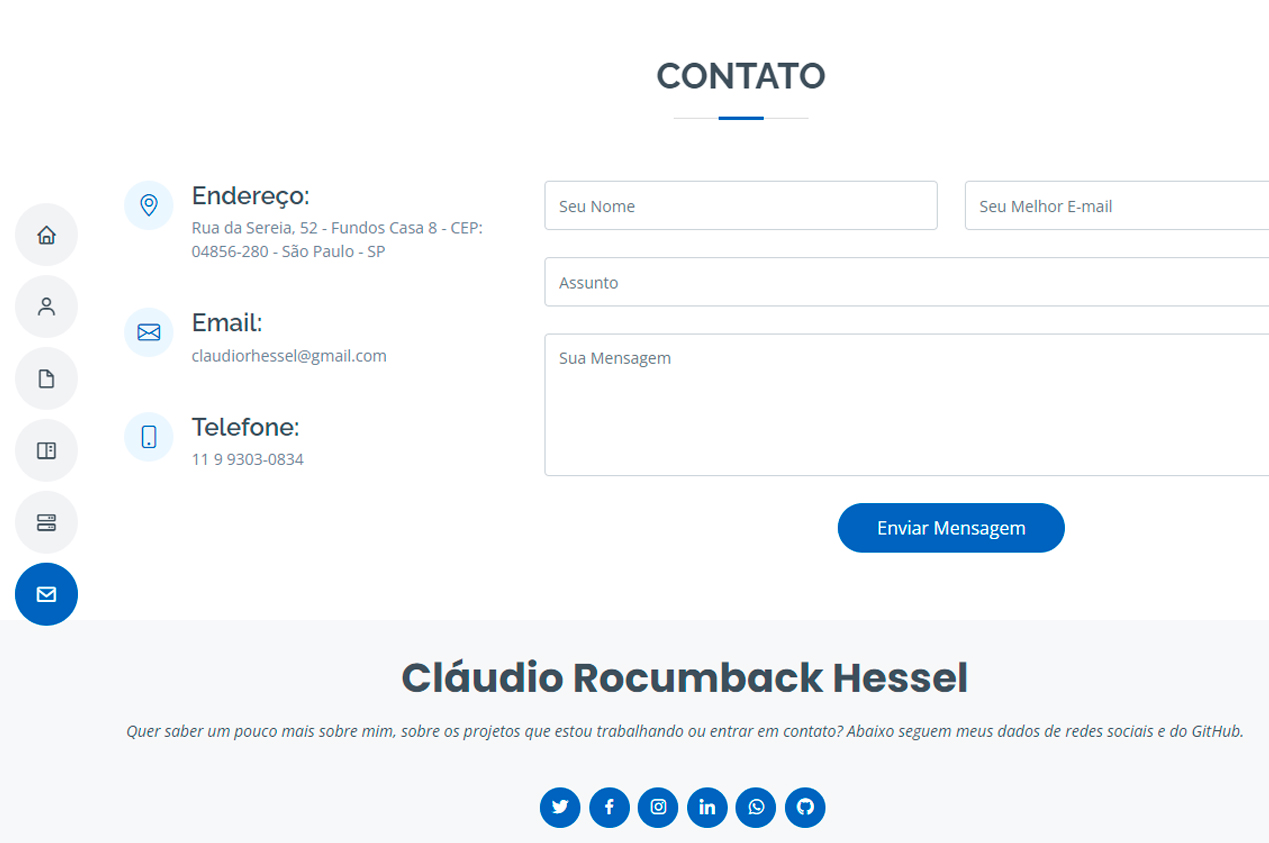 CONTATO
Endereço:
Rua da Sereia, 52 - Fundos Casa 8 - CEP:
04856-280 - São Paulo - SP
Email:
claudiorhessel@gmail.com
Telefone:
11 9 9303-0834
Seu Nome
Seu Melhor E-mail
Assunto
Sua Mensagem
Enviar Mensagem
Cláudio Rocumback Hessel
Quer saber um pouco mais sobre mim, sobre os projetos que estou trabalhando ou entrar em contato? Abaixo seguem meus dados de redes sociais e do GitHub.